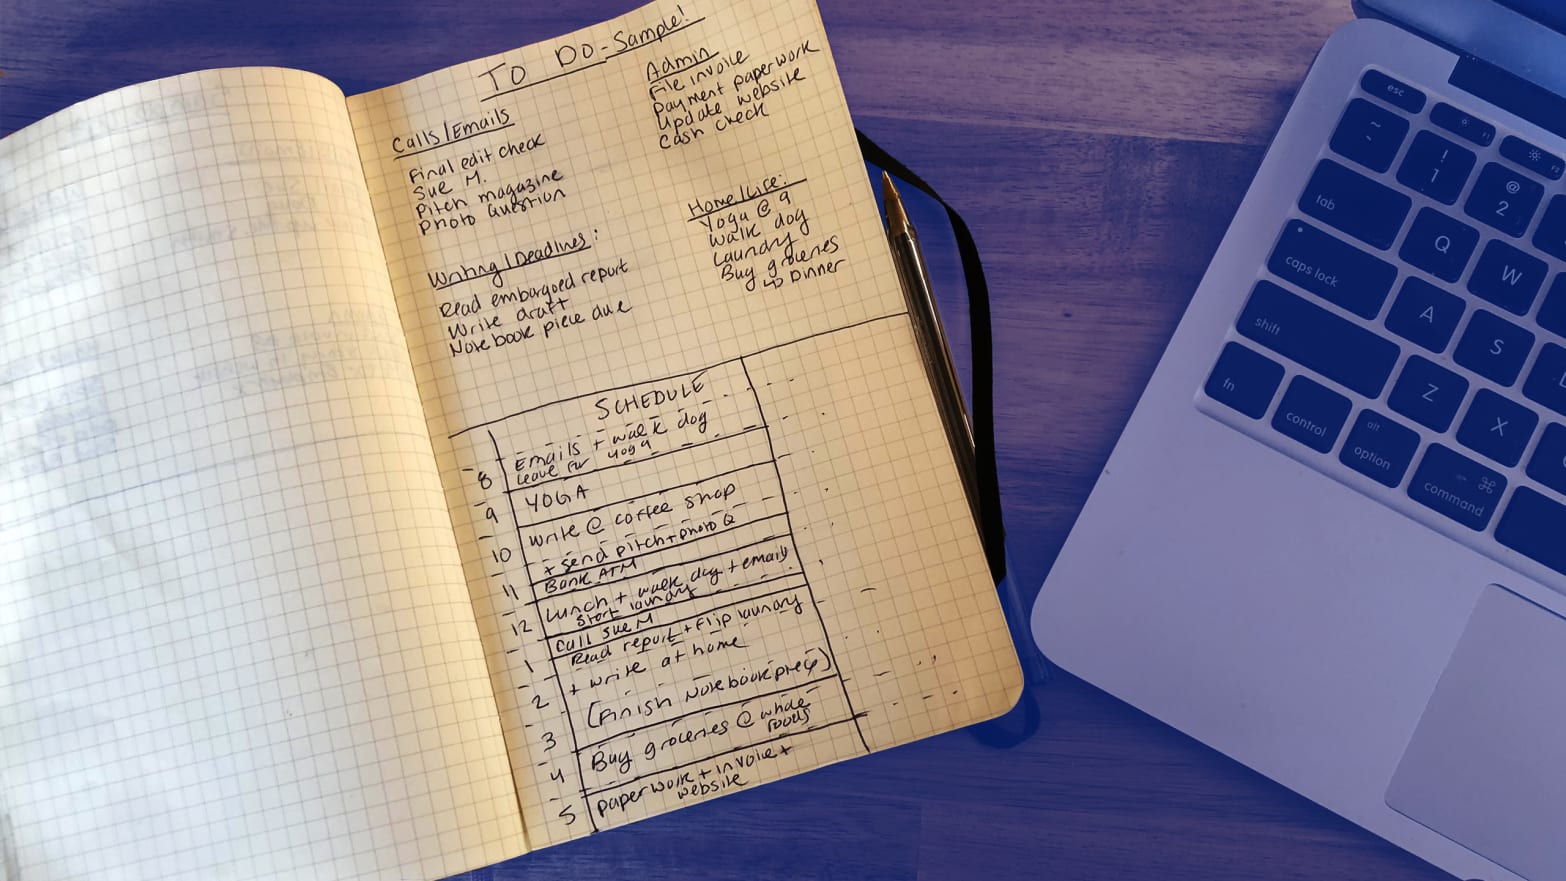 TO DO - Sample!
Calls/Emails
Final edit check
Sue M.
Pitch magazine
Photo Question
Writing/Deadlines:
Read embargoed report
Write draft
Notebook piece due
Admin
File invoice
Payment paperwork
Update website
Cash check
Home/Life:
Yoga @ 9
Walk dog
Laundry
Buy groceries
↳ Dinner
SCHEDULE
8 Emails + walk dog
Leave for yoga
9 YOGA
10 Write @ coffee shop
+ send pitch + photo Q
11 Bank ATM
12 Lunch + walk dog + email
start laundry
Call Sue M
1 Read report + flip laundry
2 + write at home
(Finish Notebook piece)
3
4 Buy groceries @ whole
foods
5 paperwork + invoice +
website
esc
~
`
!
1
@
2
tab
Q
W
caps lock
A
S
shift
Z
X
fn
control
alt
option
⌘
command